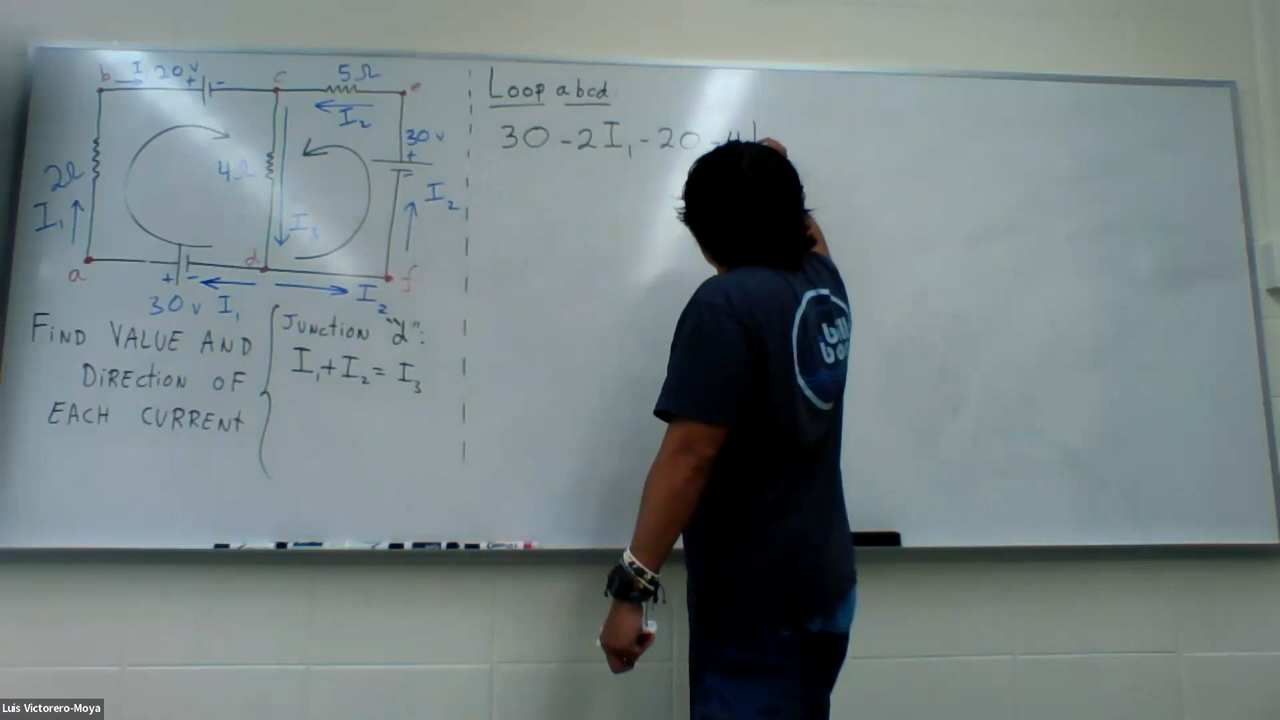 b I 20 v + - c 5Ω e
I₂
30 v
+
2Ω 4Ω I₂
I₁ I₃
a d f
+ -
30 v I₁ I₂
FIND VALUE AND
DIRECTION OF
EACH CURRENT
JUNCTION "d":
I₁+I₂= I₃
Loop abcd
30 -2I₁ -20 -4I
Luis Victorero-Moya